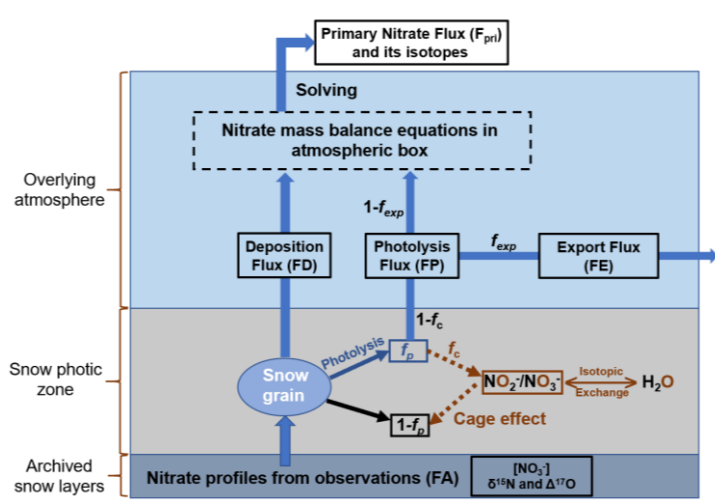 Primary Nitrate Flux (Fpri)
and its isotopes
Solving
Nitrate mass balance equations in
atmospheric box
Overlying
atmosphere
1-fexp
Deposition
Flux (FD)
Photolysis
Flux (FP)
fexp
Export Flux
(FE)
1-fc
Snow photic
zone
Photolysis
fp
fc
Snow
grain
NO2-/NO3-
Isotopic
Exchange
H2O
1-fp
Cage effect
Archived
snow layers
Nitrate profiles from observations (FA)
[NO3-]
δ15N and Δ17O